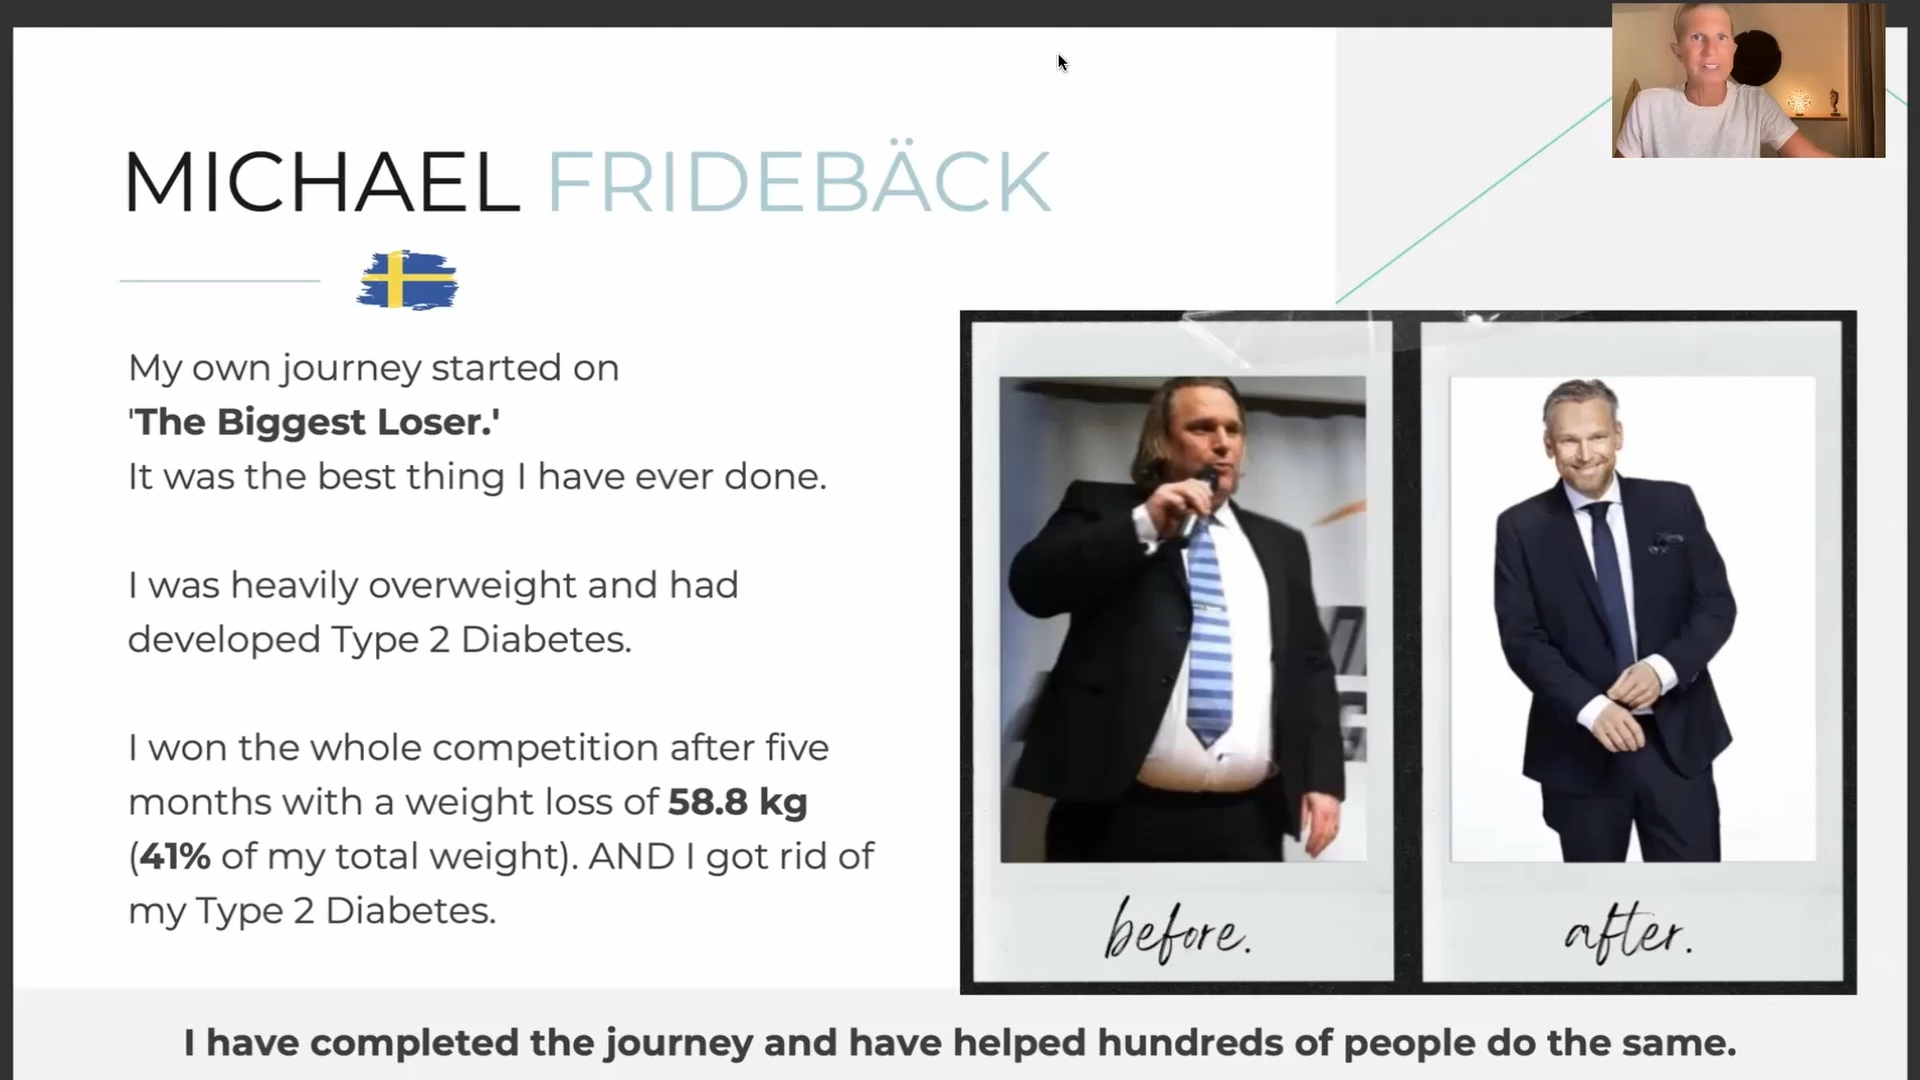 MICHAEL FRIDEBÄCK
My own journey started on
'The Biggest Loser.'
It was the best thing I have ever done.
I was heavily overweight and had
developed Type 2 Diabetes.
I won the whole competition after five
months with a weight loss of 58.8 kg
(41% of my total weight). AND I got rid of
my Type 2 Diabetes.
before.
after.
I have completed the journey and have helped hundreds of people do the same.